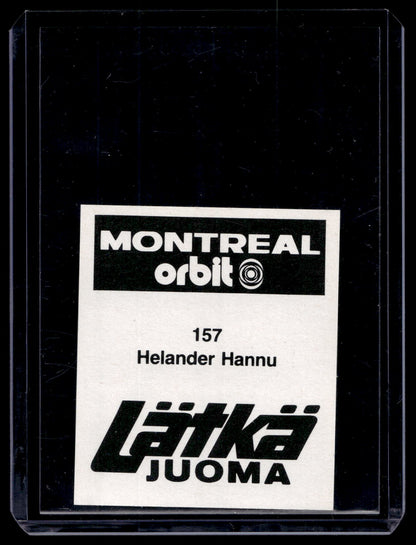 MONTREAL
orbit
157
Helander Hannu
Lätkä
JUOMA